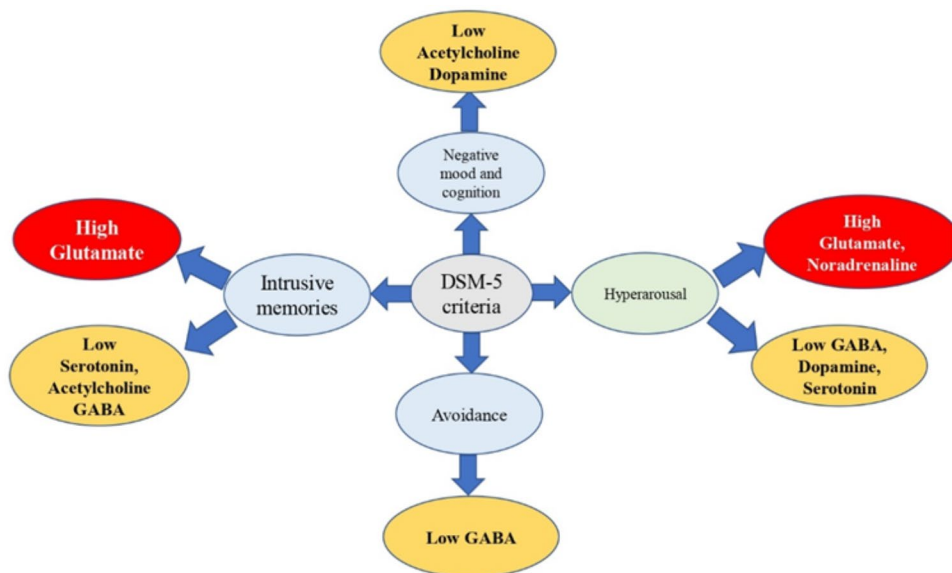 Low
Acetylcholine
Dopamine
Negative
mood and
cognition
High
Glutamate
Intrusive
memories
DSM-5
criteria
Hyperarousal
High
Glutamate,
Noradrenaline
Low
Serotonin,
Acetylcholine
GABA
Low GABA,
Dopamine,
Serotonin
Avoidance
Low GABA